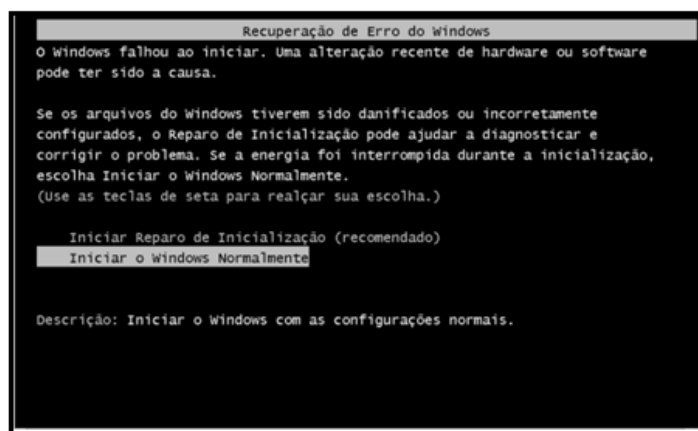 Recuperação de Erro do Windows
O Windows falhou ao iniciar. Uma alteração recente de hardware ou software
pode ter sido a causa.
Se os arquivos do Windows tiverem sido danificados ou incorretamente
configurados, o Reparo de Inicialização pode ajudar a diagnosticar e
corrigir o problema. Se a energia foi interrompida durante a inicialização,
escolha Iniciar o Windows Normalmente.
(Use as teclas de seta para realçar sua escolha.)
Iniciar Reparo de Inicialização (recomendado)
Iniciar o Windows Normalmente
Descrição: Iniciar o Windows com as configurações normais.